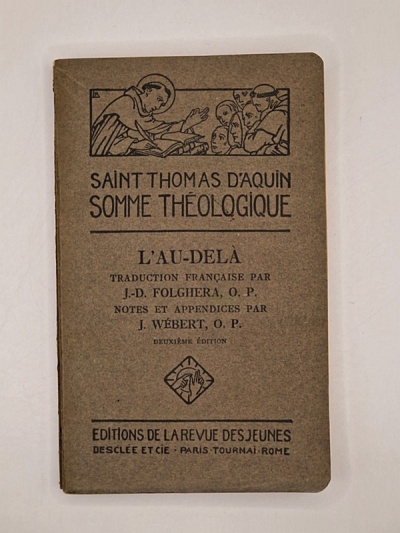 SAINT THOMAS D'AQUIN
SOMME THÉOLOGIQUE
L'AU-DELÀ
TRADUCTION FRANÇAISE PAR
J.-D. FOLGHERA, O. P.
NOTES ET APPENDICES PAR
J. WÉBERT, O. P.
DEUXIÈME ÉDITION
EDITIONS DE LA REVUE DES JEUNES
DESCLÉE ET CIE - PARIS - TOURNAI - ROME